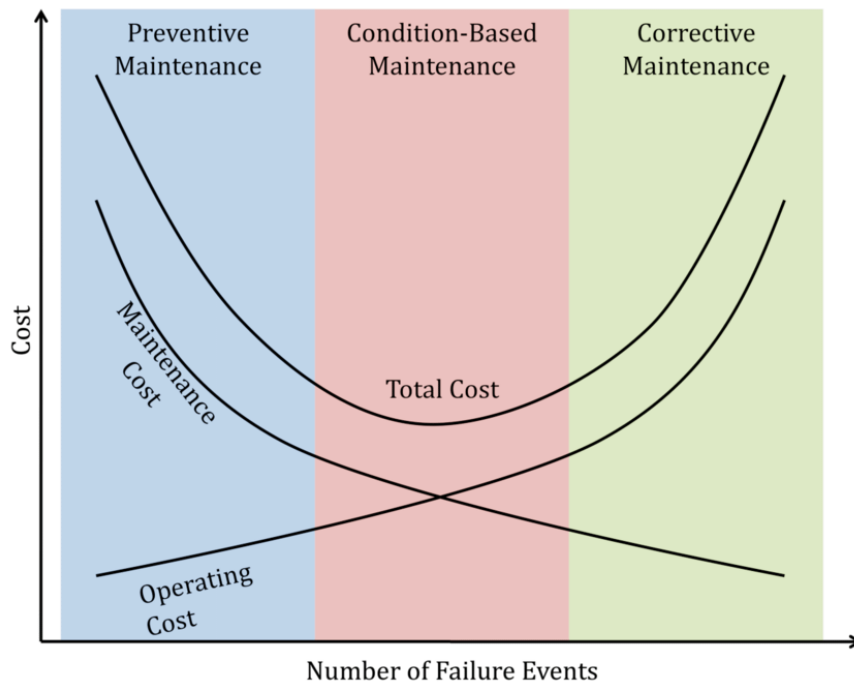 Preventive
Maintenance
Condition-Based
Maintenance
Corrective
Maintenance
Cost
Maintenance
Cost
Total Cost
Operating
Cost
Number of Failure Events